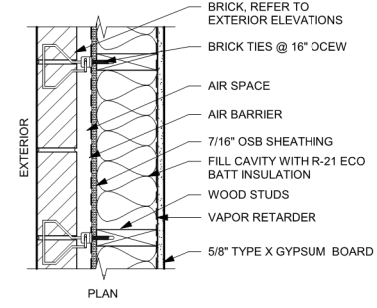 BRICK, REFER TO
EXTERIOR ELEVATIONS
BRICK TIES @ 16" OCEW
AIR SPACE
AIR BARRIER
7/16" OSB SHEATHING
FILL CAVITY WITH R-21 ECO
BATT INSULATION
WOOD STUDS
VAPOR RETARDER
5/8" TYPE X GYPSUM BOARD
EXTERIOR
PLAN